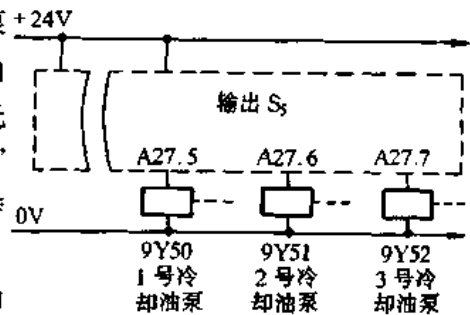 +24V
输出 S₅
A27.5 A27.6 A27.7
0V
9Y50 9Y51 9Y52
1号冷 2号冷 3号冷
却油泵 却油泵 却油泵